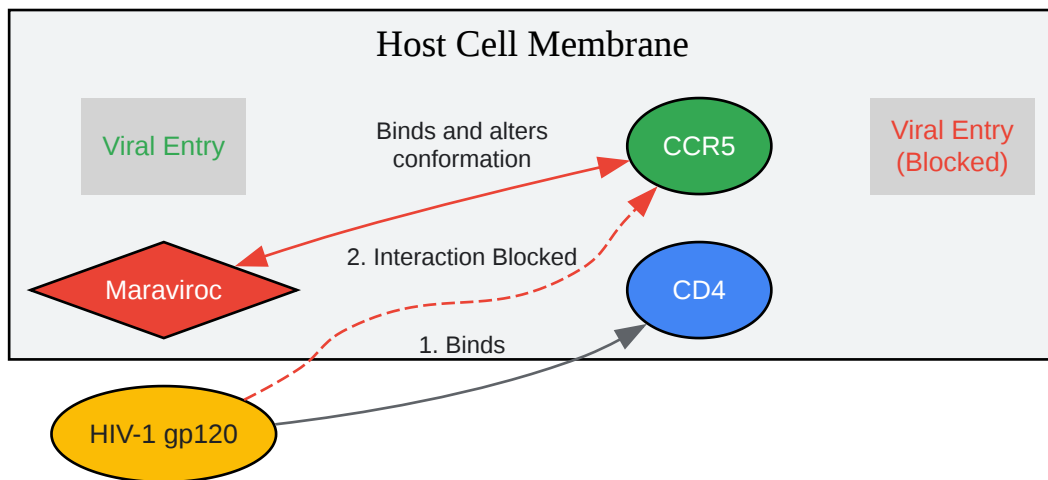 Host Cell Membrane
Viral Entry
Binds and alters
conformation
CCR5
Viral Entry
(Blocked)
2. Interaction Blocked
Maraviroc
CD4
1. Binds
HIV-1 gp120